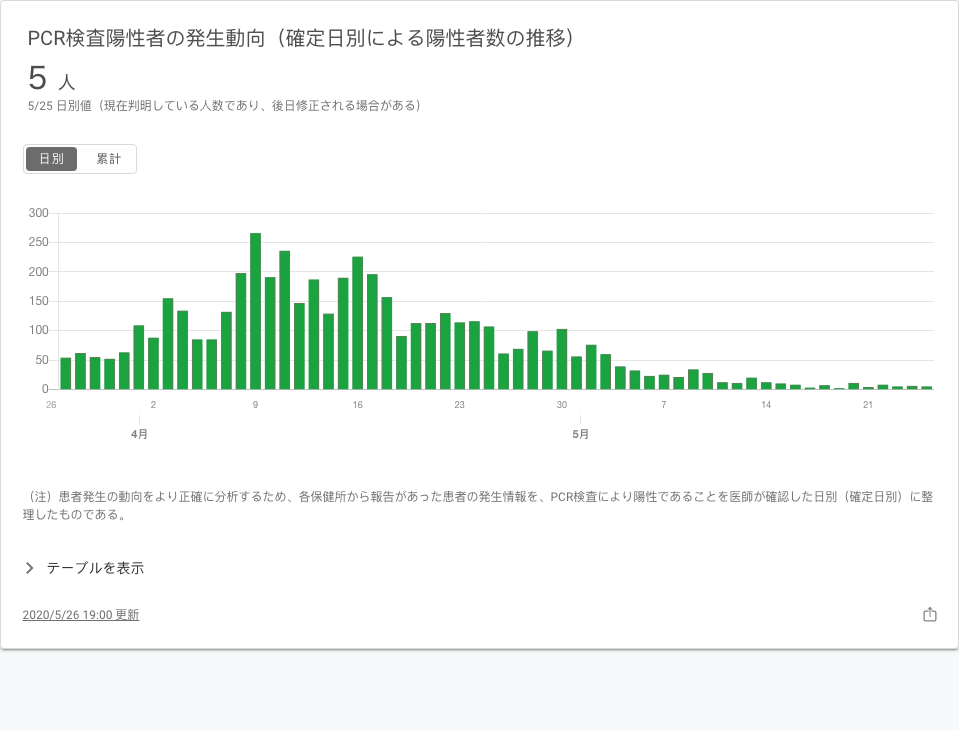 PCR検査陽性者の発生動向（確定日別による陽性者数の推移）
5 人
5/25 日別値（現在判明している人数であり、後日修正される場合がある）
日別 累計
300
250
200
150
100
50
0
26 2 9 16 23 30 7 14 21
4月 5月
（注）患者発生の動向をより正確に分析するため、各保健所から報告があった患者の発生情報を、PCR検査により陽性であることを医師が確認した日別（確定日別）に整
理したものである。
テーブルを表示
2020/5/26 19:00 更新